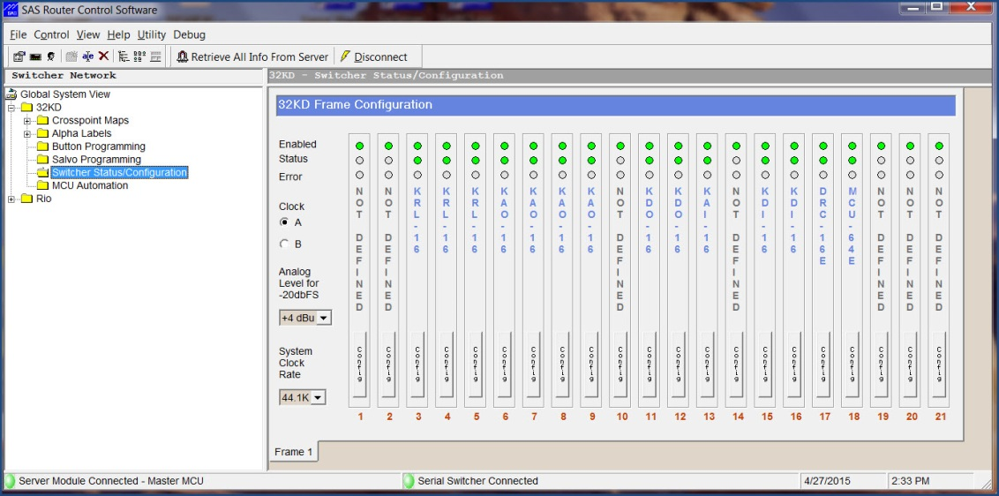 SAS Router Control Software
File Control View Help Utility Debug
Retrieve All Info From Server Disconnect
Switcher Network
32KD - Switcher Status/Configuration
Global System View
32KD
Crosspoint Maps
Alpha Labels
Button Programming
Salvo Programming
Switcher Status/Configuration
MCU Automation
Rio
32KD Frame Configuration
Enabled
Status
Error
Clock
A
B
Analog
Level for
-20dbFS
+4 dBu
System
Clock
Rate
44.1K
NOT DEFINED
NOT DEFINED
KRL-16
KRL-16
KRL-16
KAO-16
KAO-16
KAO-16
KAO-16
NOT DEFINED
KDO-16
KDO-16
KAI-16
NOT DEFINED
KDI-16
KDI-16
DRC-16E
MCU-64E
NOT DEFINED
NOT DEFINED
NOT DEFINED
Config Config Config Config Config Config Config Config Config Config Config Config Config Config Config Config Config Config Config Config Config
1 2 3 4 5 6 7 8 9 10 11 12 13 14 15 16 17 18 19 20 21
Frame 1
Server Module Connected - Master MCU
Serial Switcher Connected
4/27/2015
2:33 PM